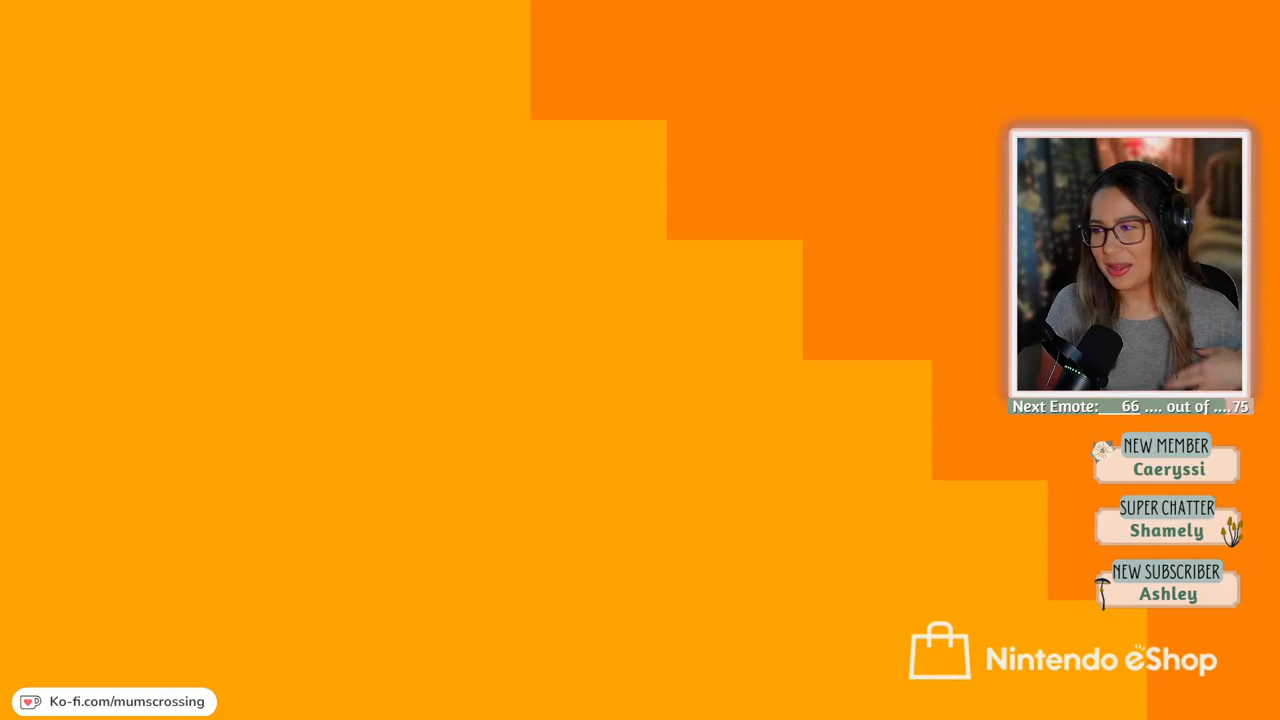 Next Emote: 66 .... out of ....75
NEW MEMBER
Caeryssi
SUPER CHATTER
Shamely
NEW SUBSCRIBER
Ashley
Nintendo eShop
Ko-fi.com/mumscrossing